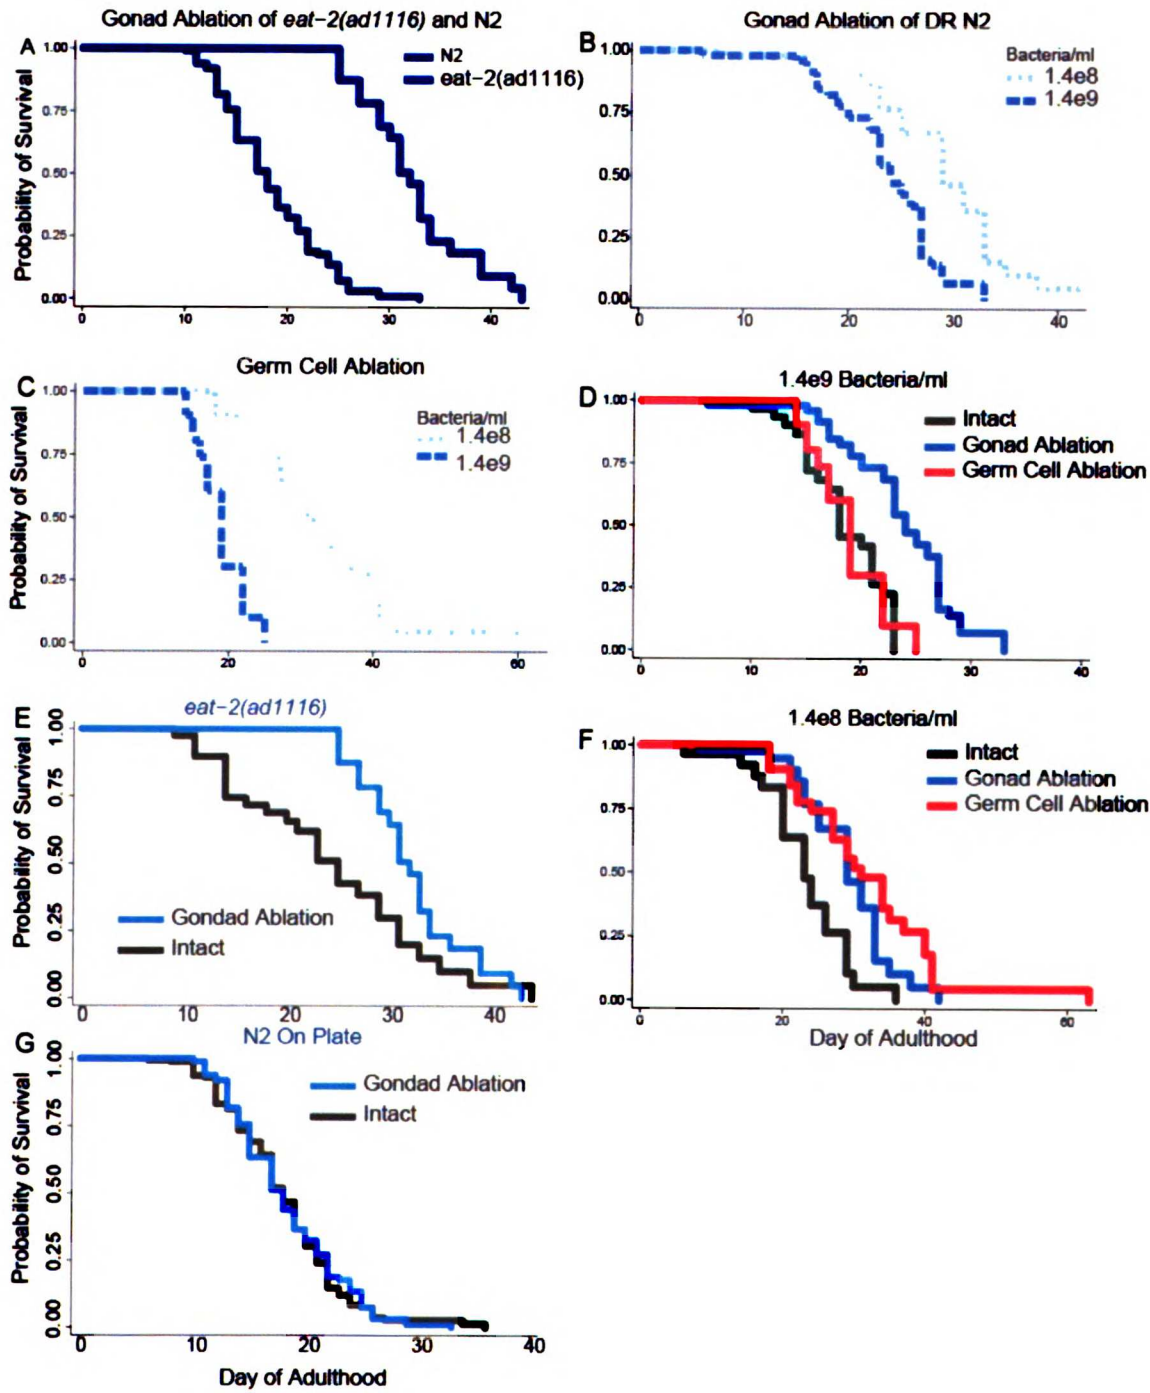 Gonad Ablation of eat-2(ad1116) and N2
A
Probability of Survival
1.00
0.75
0.50
0.25
0.00
0 10 20 30 40
N2
eat-2(ad1116)
Gonad Ablation of DR N2
B
1.00
0.75
0.50
0.25
0.00
0 10 20 30 40
Bacteria/ml
1.4e8
1.4e9
Germ Cell Ablation
C
Probability of Survival
1.00
0.75
0.50
0.25
0.00
0 20 40 60
Bacteria/ml
1.4e8
1.4e9
1.4e9 Bacteria/ml
D
1.00
0.75
0.50
0.25
0.00
0 10 20 30 40
Intact
Gonad Ablation
Germ Cell Ablation
eat-2(ad1116)
E
Probability of Survival
1.00
0.75
0.50
0.25
0.00
0 10 20 30 40
Gondad Ablation
Intact
1.4e8 Bacteria/ml
F
1.00
0.75
0.50
0.25
0.00
0 20 40 60
Day of Adulthood
Intact
Gonad Ablation
Germ Cell Ablation
N2 On Plate
G
Probability of Survival
1.00
0.75
0.50
0.25
0.00
0 10 20 30 40
Day of Adulthood
Gondad Ablation
Intact